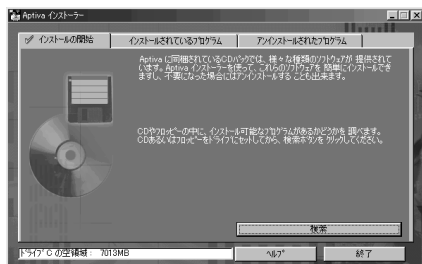 Aptiva インストーラー
インストールの開始
インストールされているプログラム
アンインストールされたプログラム
Aptiva に同梱されているCDパックでは、様々な種類のソフトウェアが 提供されて
います。Aptiva インストーラーを使って、これらのソフトウェアを 簡単にインストールでき
ますし、不要になった場合にはアンインストールすることも出来ます。
CDやフロッピーの中に、インストール可能なプログラムがあるかどうかを 調べます。
CDあるいはフロッピーをドライブにセットしてから、検索ボタンを クリックしてください。
検索
ドライブ C の空領域： 7013MB
ヘルプ
終了